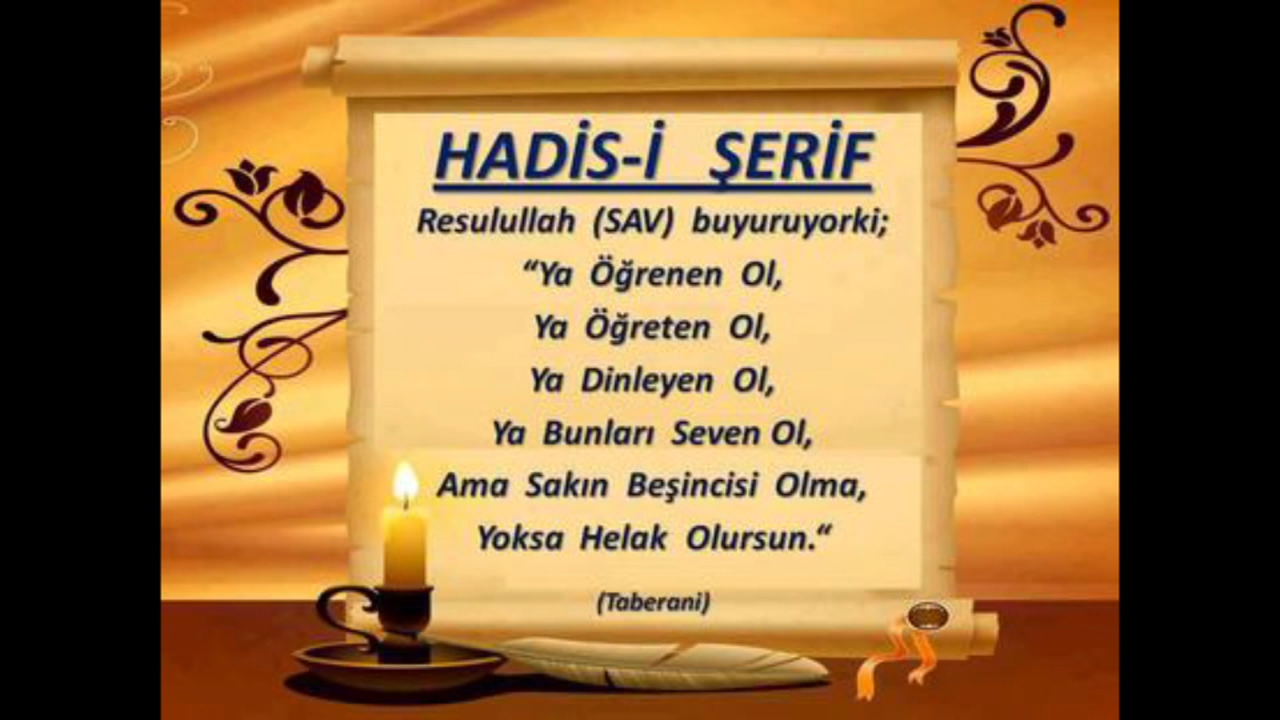 HADİS-İ ŞERİF
Resulullah (SAV) buyuruyorki;
“Ya Öğrenen Ol,
Ya Öğreten Ol,
Ya Dinleyen Ol,
Ya Bunları Seven Ol,
Ama Sakın Beşincisi Olma,
Yoksa Helak Olursun.“
(Taberani)